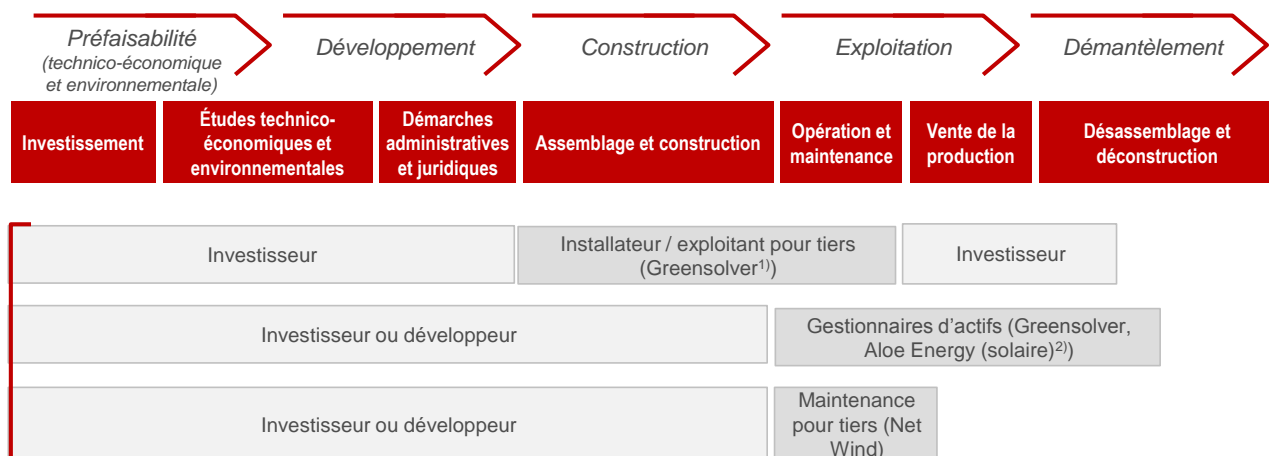 Préfaisabilité
(technico-économique
et environnementale)
Développement
Construction
Exploitation
Démantèlement
Investissement
Études technico-
économiques et
environnementales
Démarches
administratives
et juridiques
Assemblage et construction
Opération et
maintenance
Vente de la
production
Désassemblage et
déconstruction
Investisseur
Installateur / exploitant pour tiers
(Greensolver1))
Investisseur
Investisseur ou développeur
Gestionnaires d'actifs (Greensolver,
Aloe Energy (solaire)2))
Investisseur ou développeur
Maintenance
pour tiers (Net
Wind)